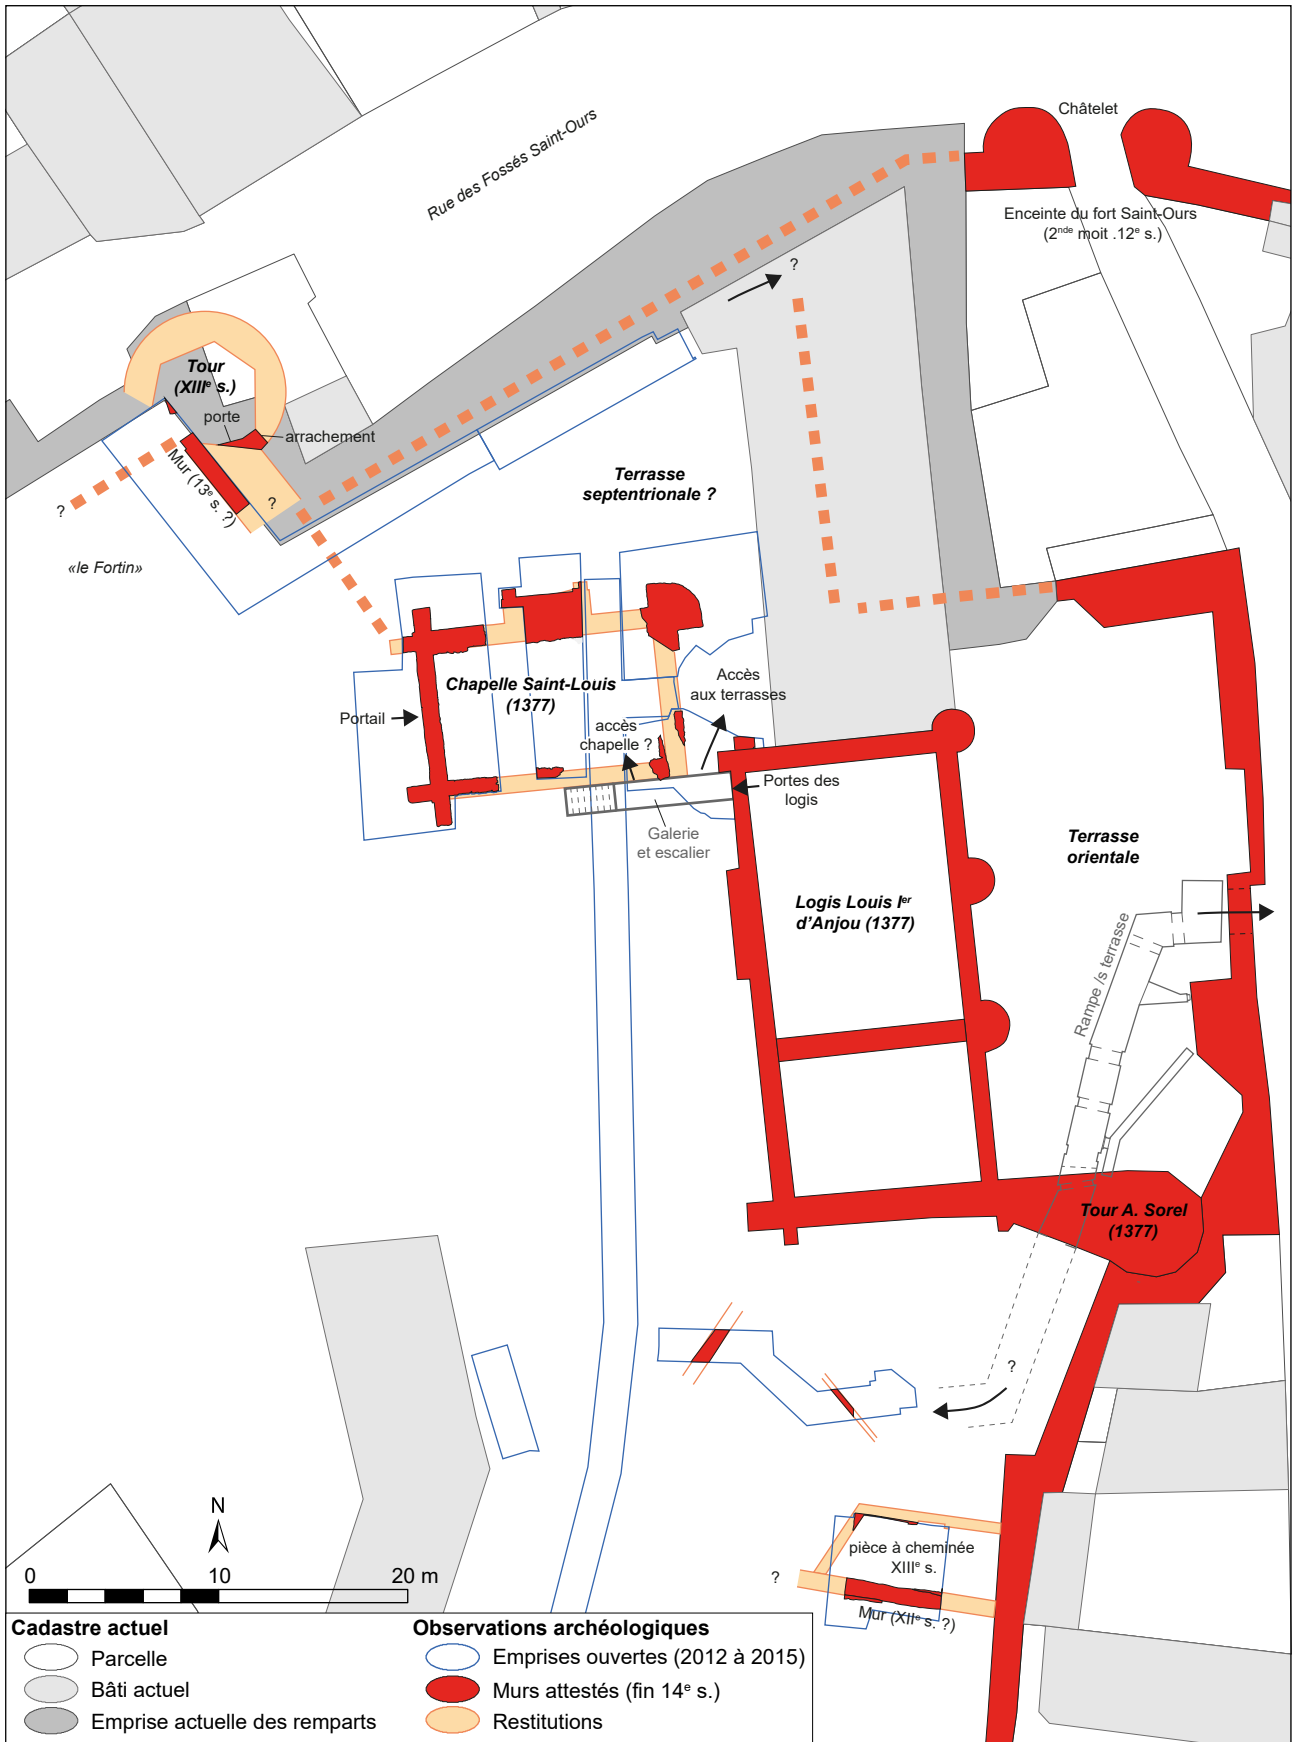 Châtelet
Rue des Fossés Saint-Ours
Enceinte du fort Saint-Ours
(2nde moit .12e s.)
?
Tour
(XIIIe s.)
porte
arrachement
Mur (13e s. ?)
?
?
Terrasse
septentrionale ?
«le Fortin»
Chapelle Saint-Louis
(1377)
Accès
aux terrasses
Portail
accès
chapelle ?
Portes des
logis
Galerie
et escalier
Terrasse
orientale
Logis Louis Ier
d'Anjou (1377)
Rampe /s terrasse
Tour A. Sorel
(1377)
?
N
pièce à cheminée
XIIIe s.
?
Mur (XIIe s. ?)
0 10 20 m
Cadastre actuel
Parcelle
Bâti actuel
Emprise actuelle des remparts
Observations archéologiques
Emprises ouvertes (2012 à 2015)
Murs attestés (fin 14e s.)
Restitutions